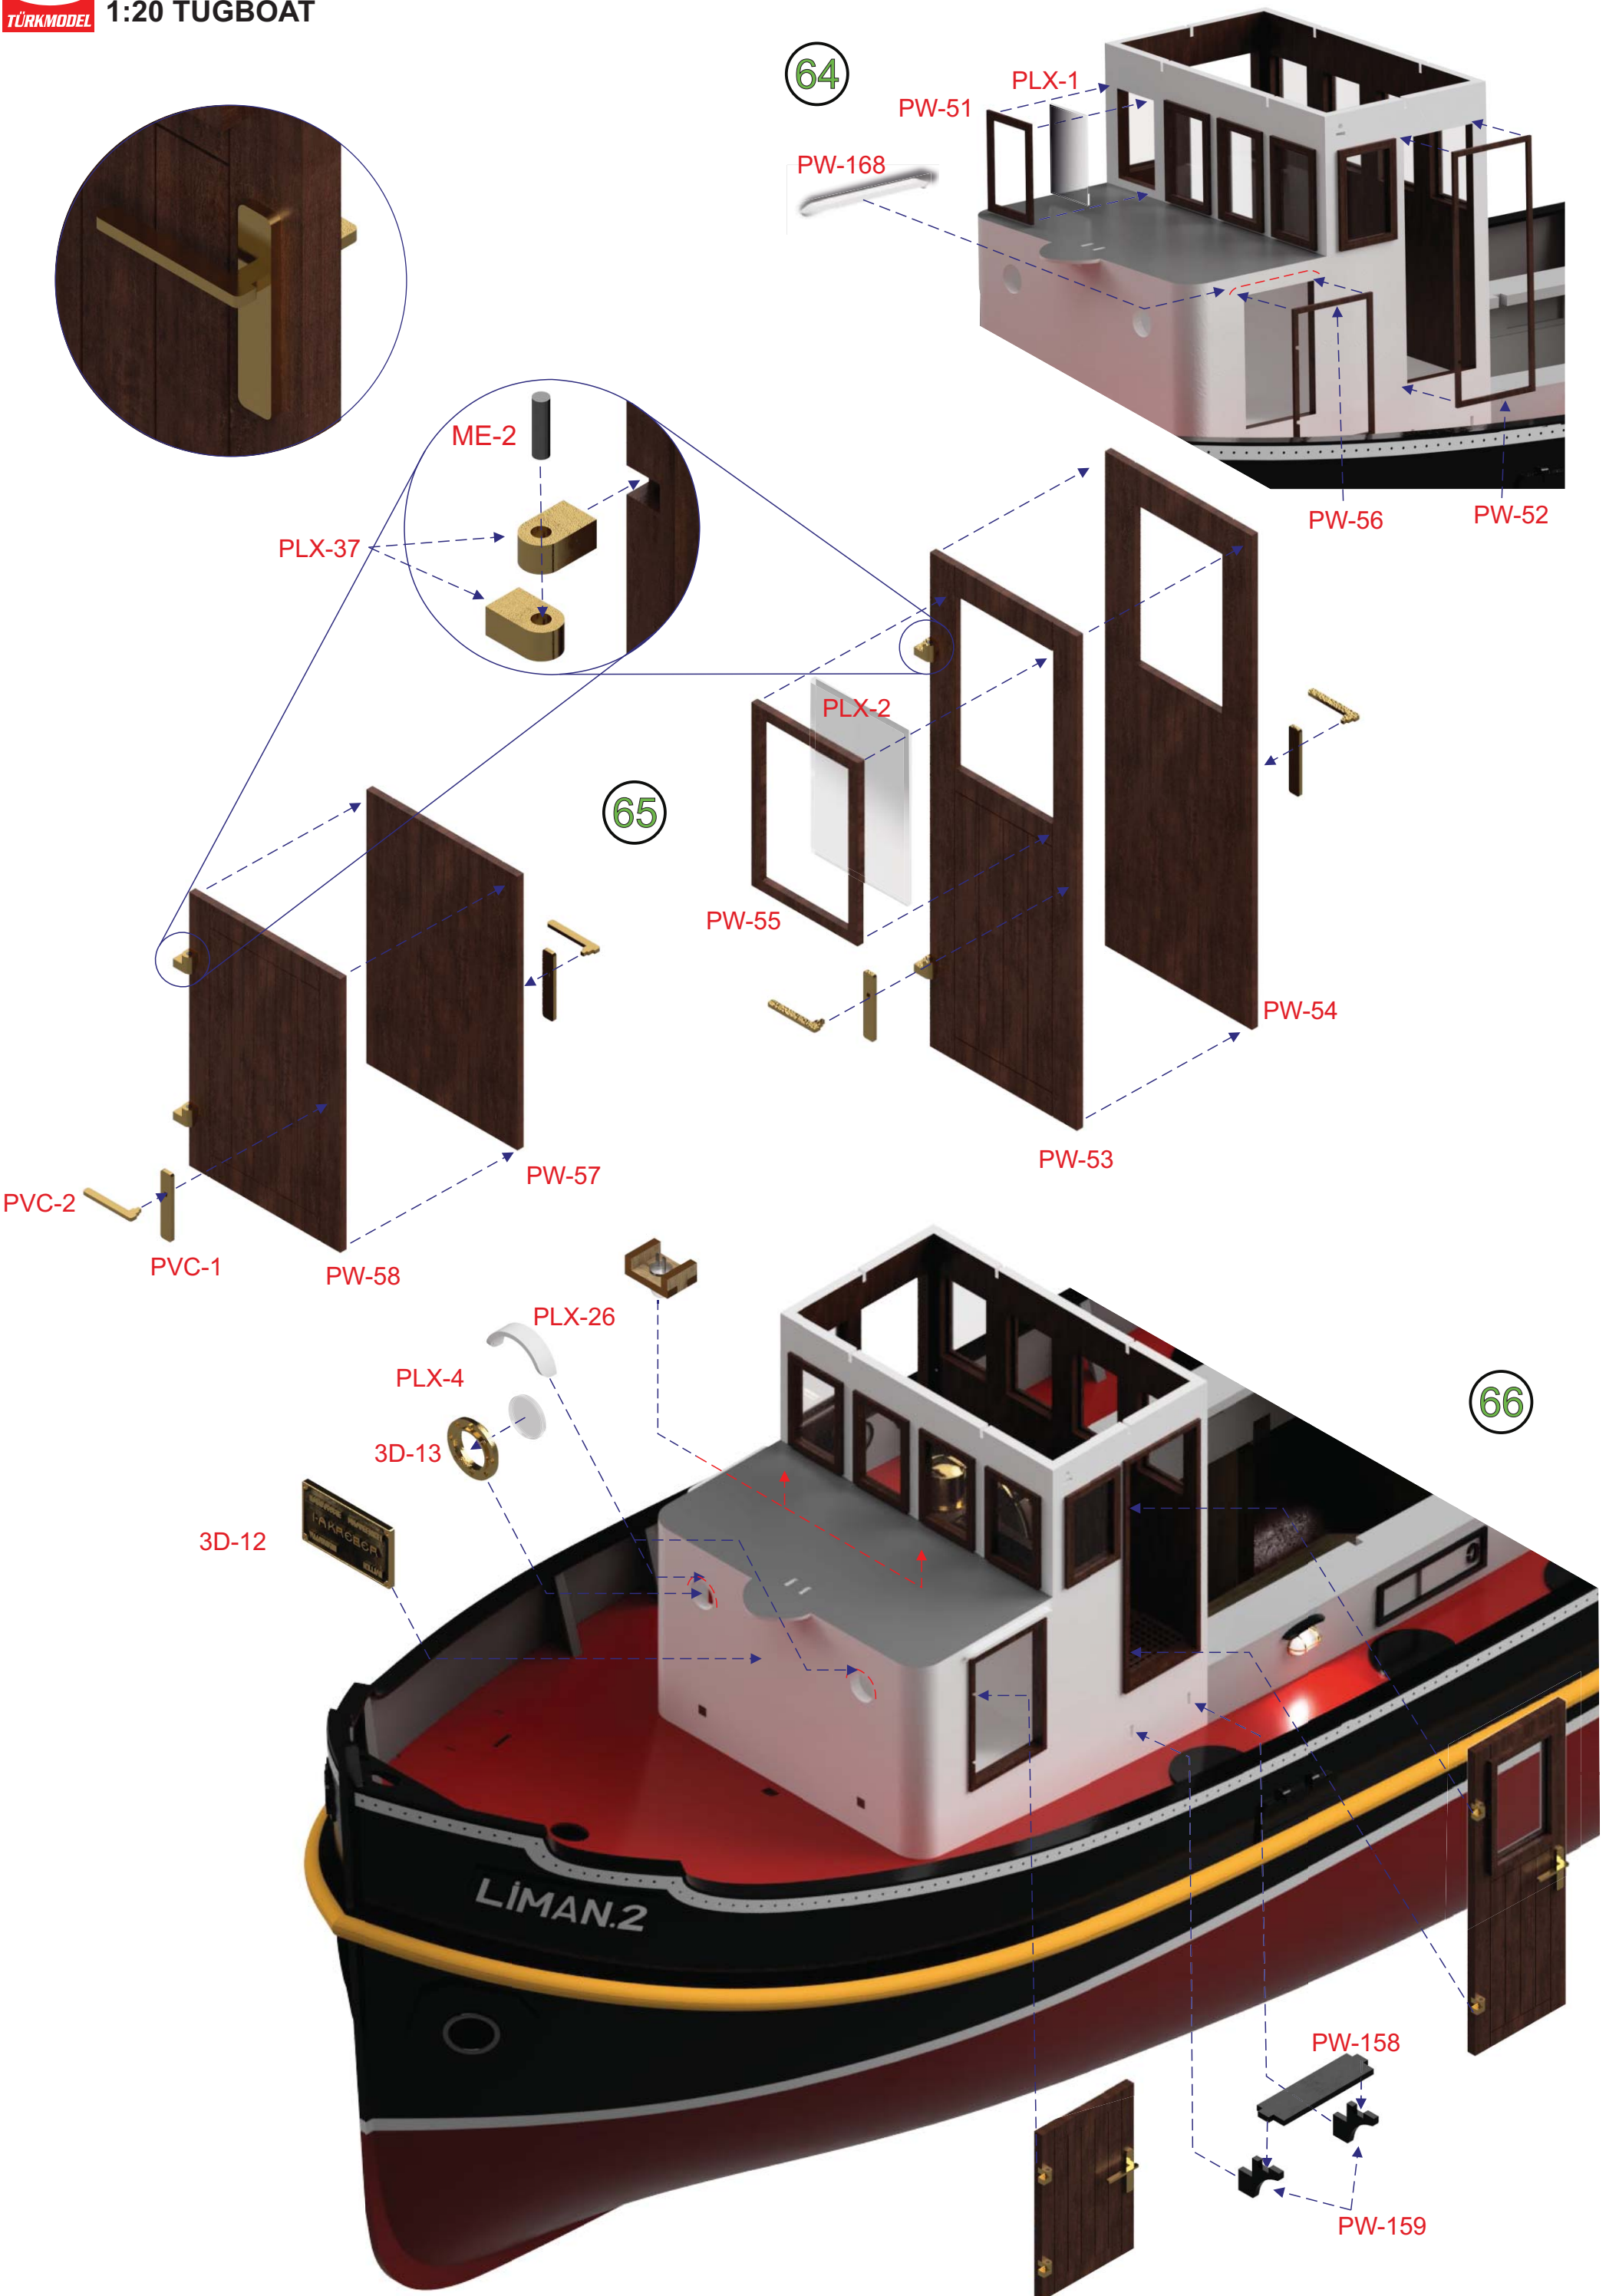 TÜRKMODEL
1:20 TUGBOAT
64
PLX-1
PW-51
PW-168
ME-2
PLX-37
PW-56
PW-52
PLX-2
65
PW-55
PW-54
PW-53
PW-57
PVC-2
PVC-1
PW-58
PLX-26
PLX-4
66
3D-13
3D-12
LİMAN.2
PW-158
PW-159